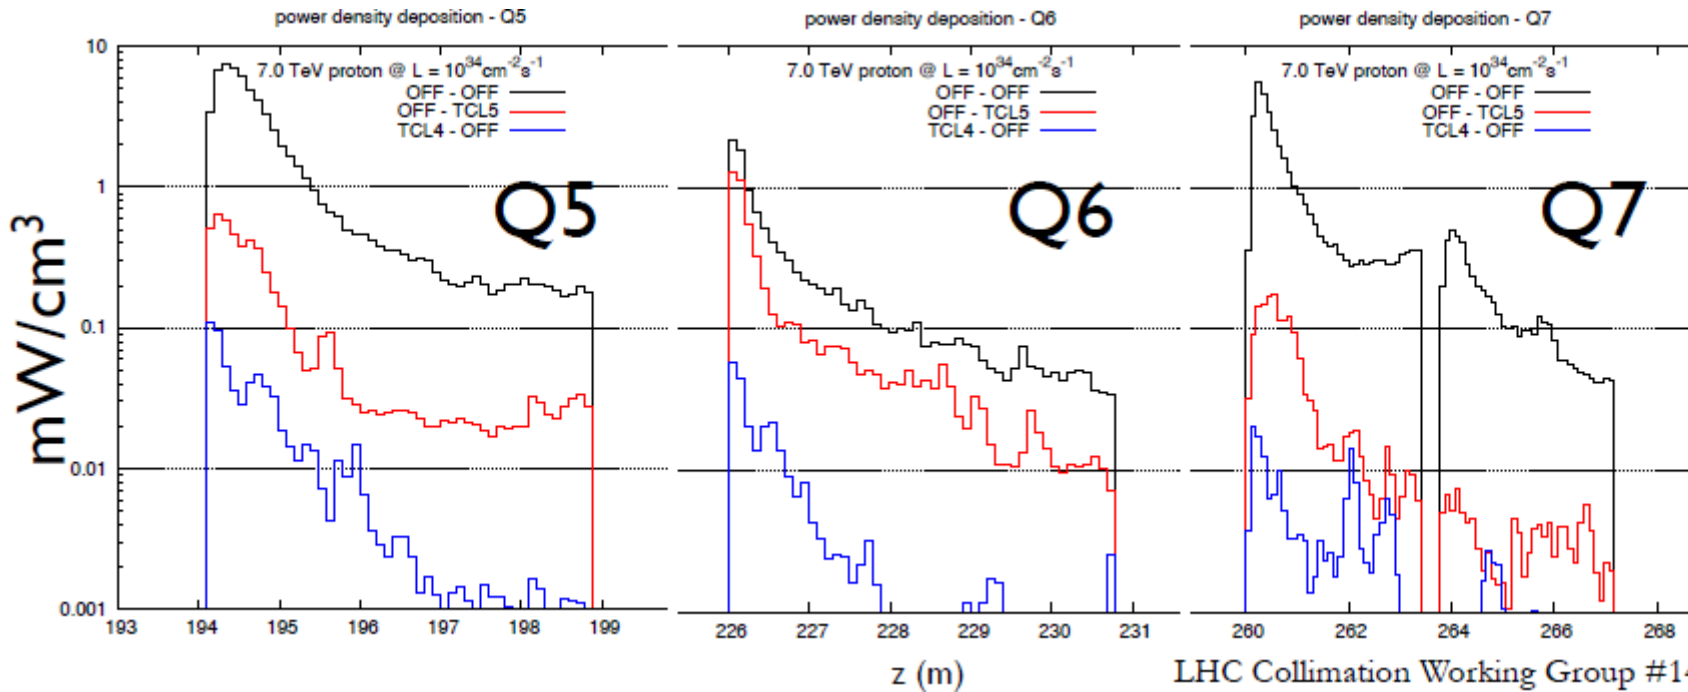 power density deposition - Q5
power density deposition - Q6
power density deposition - Q7
10
1
0.1
0.01
0.001
mW/cm³
7.0 TeV proton @ L = 10³⁴cm⁻²s⁻¹
OFF - OFF
OFF - TCL5
TCL4 - OFF
Q5
7.0 TeV proton @ L = 10³⁴cm⁻²s⁻¹
OFF - OFF
OFF - TCL5
TCL4 - OFF
Q6
7.0 TeV proton @ L = 10³⁴cm⁻²s⁻¹
OFF - OFF
OFF - TCL5
TCL4 - OFF
Q7
193 194 195 196 197 198 199
226 227 228 229 230 231
260 262 264 266 268
z (m)
LHC Collimation Working Group #14